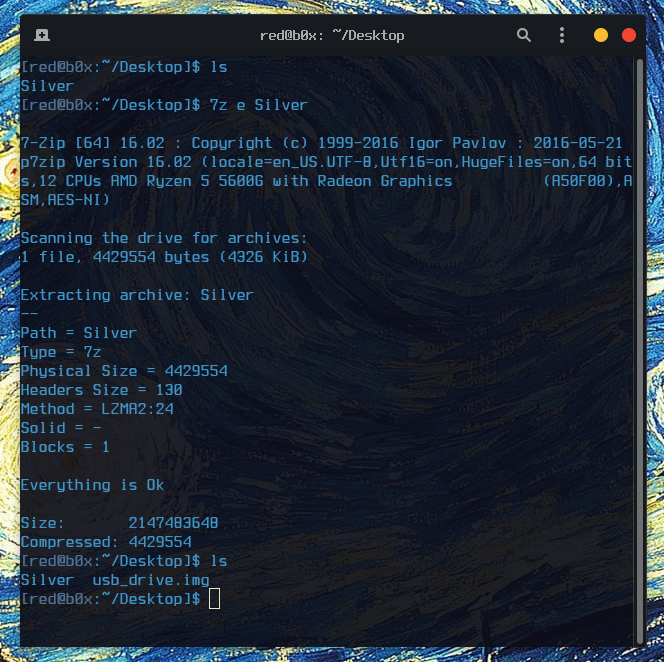 red@b0x: ~/Desktop
[red@b0x:~/Desktop]$ ls
Silver
[red@b0x:~/Desktop]$ 7z e Silver
7-Zip [64] 16.02 : Copyright (c) 1999-2016 Igor Pavlov : 2016-05-21
p7zip Version 16.02 (locale=en_US.UTF-8,Utf16=on,HugeFiles=on,64 bit
s,12 CPUs AMD Ryzen 5 5600G with Radeon Graphics          (A50F00),A
SM,AES-NI)
Scanning the drive for archives:
1 file, 4429554 bytes (4326 KiB)
Extracting archive: Silver
--
Path = Silver
Type = 7z
Physical Size = 4429554
Headers Size = 130
Method = LZMA2:24
Solid = -
Blocks = 1
Everything is Ok
Size:       2147483648
Compressed: 4429554
[red@b0x:~/Desktop]$ ls
Silver  usb_drive.img
[red@b0x:~/Desktop]$